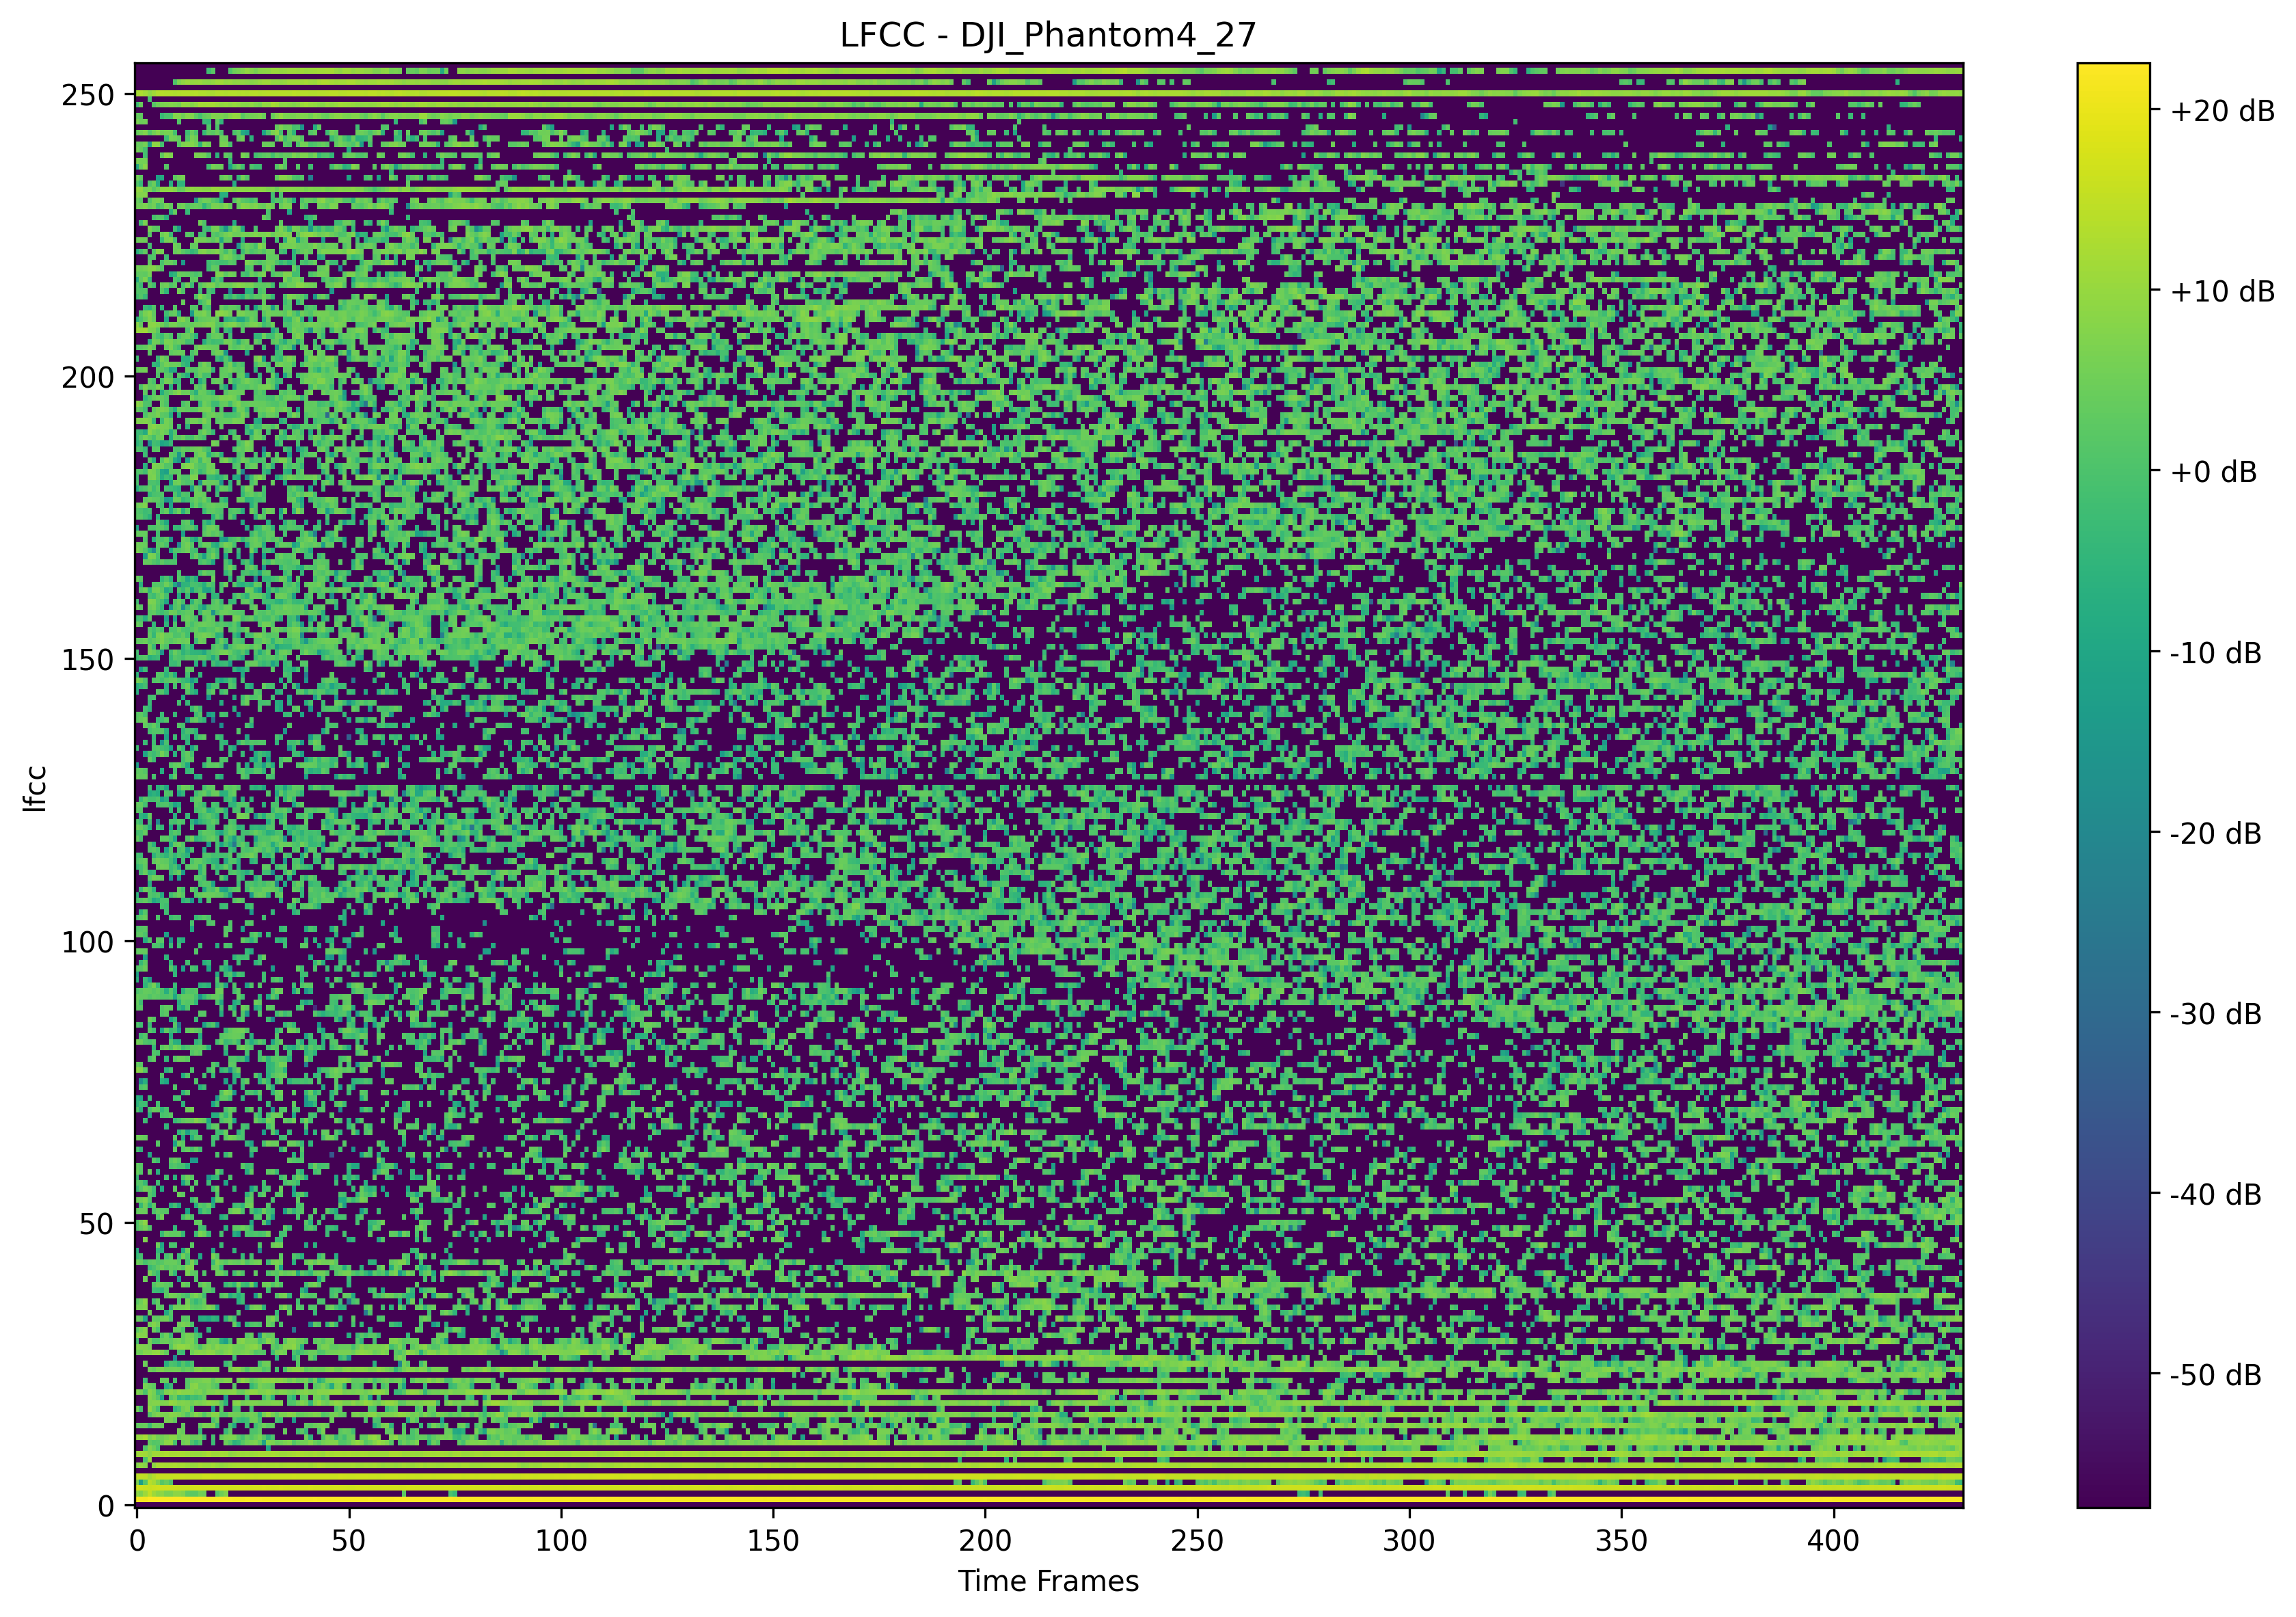 LFCC - DJI_Phantom4_27
250
200
150
100
50
0
lfcc
0 50 100 150 200 250 300 350 400
Time Frames
+20 dB
+10 dB
+0 dB
-10 dB
-20 dB
-30 dB
-40 dB
-50 dB